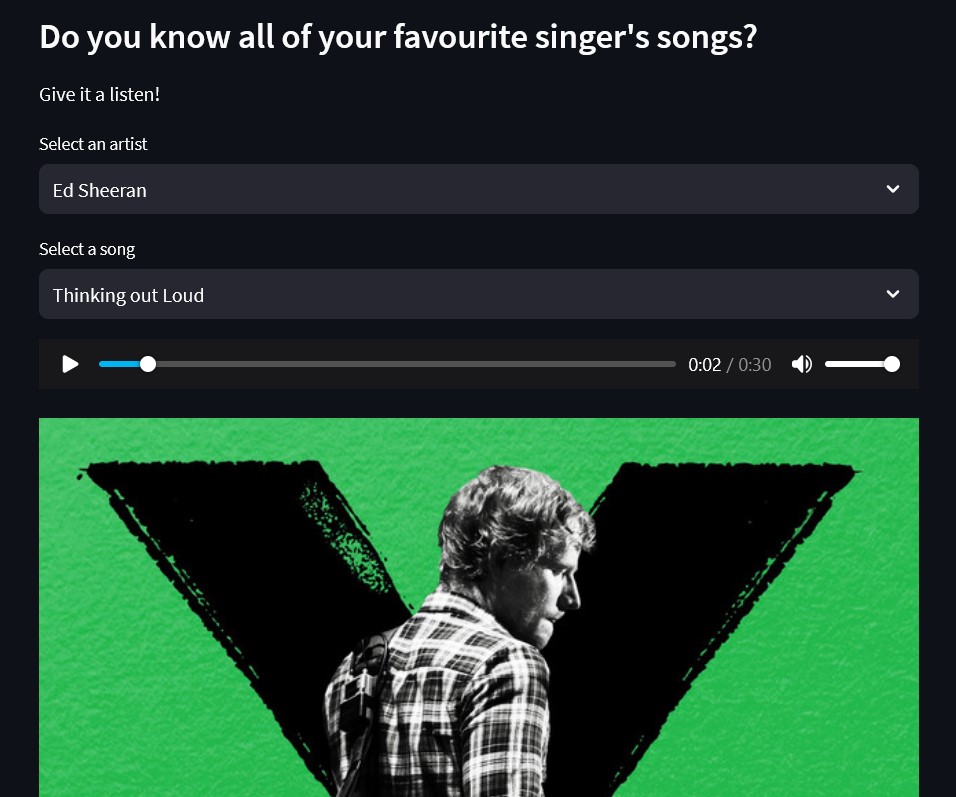 Do you know all of your favourite singer's songs?
Give it a listen!
Select an artist
Ed Sheeran
Select a song
Thinking out Loud
0:02 / 0:30